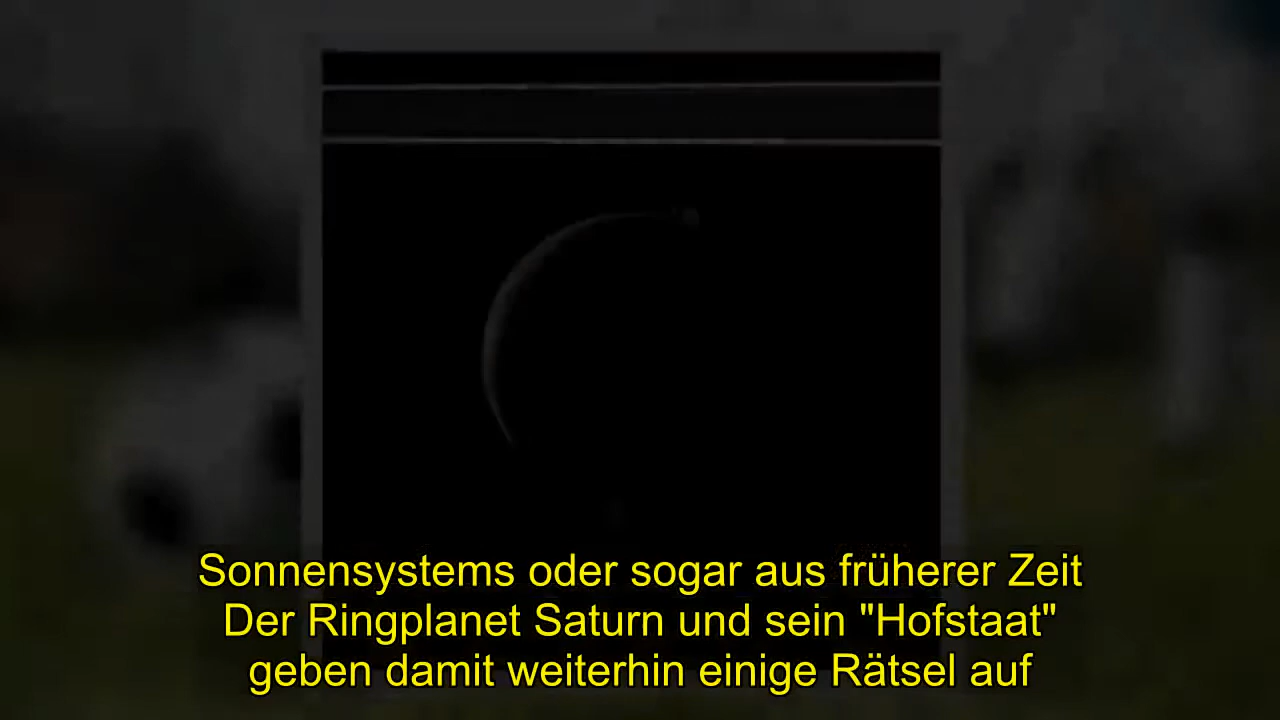 Sonnensystems oder sogar aus früherer Zeit
Der Ringplanet Saturn und sein "Hofstaat"
geben damit weiterhin einige Rätsel auf